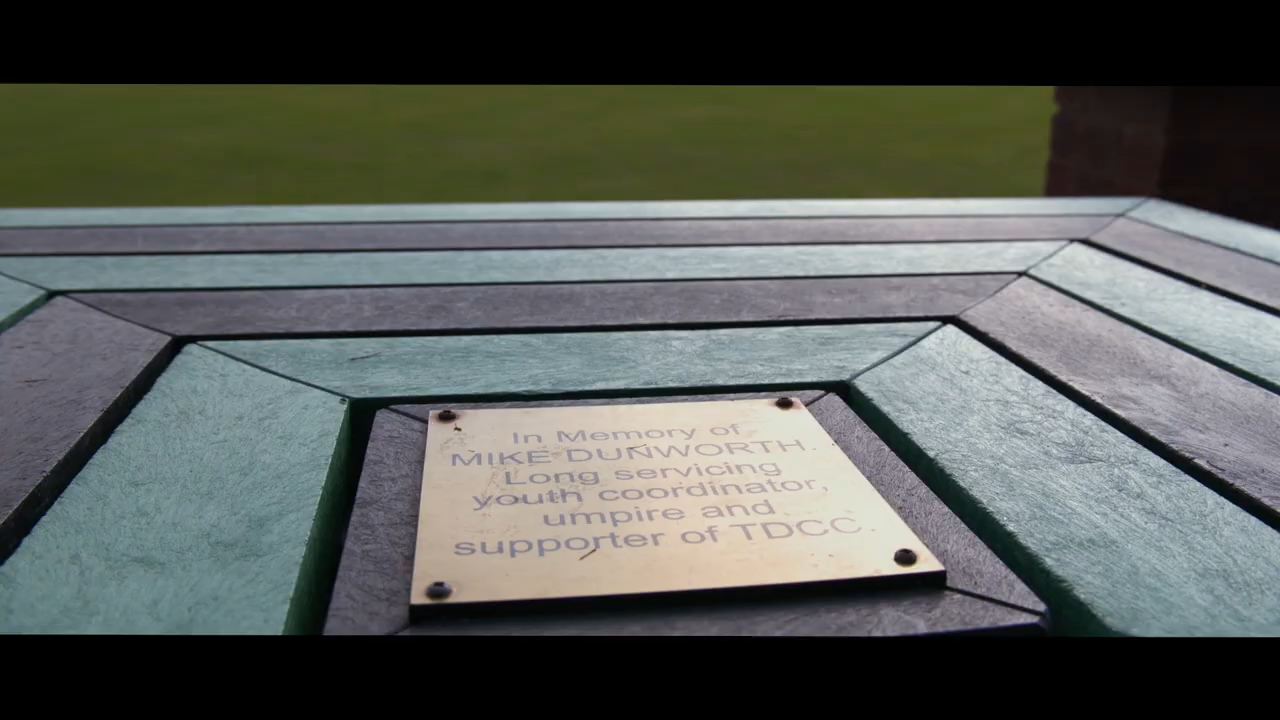 In Memory of
MIKE DUNWORTH.
Long servicing
youth coordinator,
umpire and
supporter of TDCC.